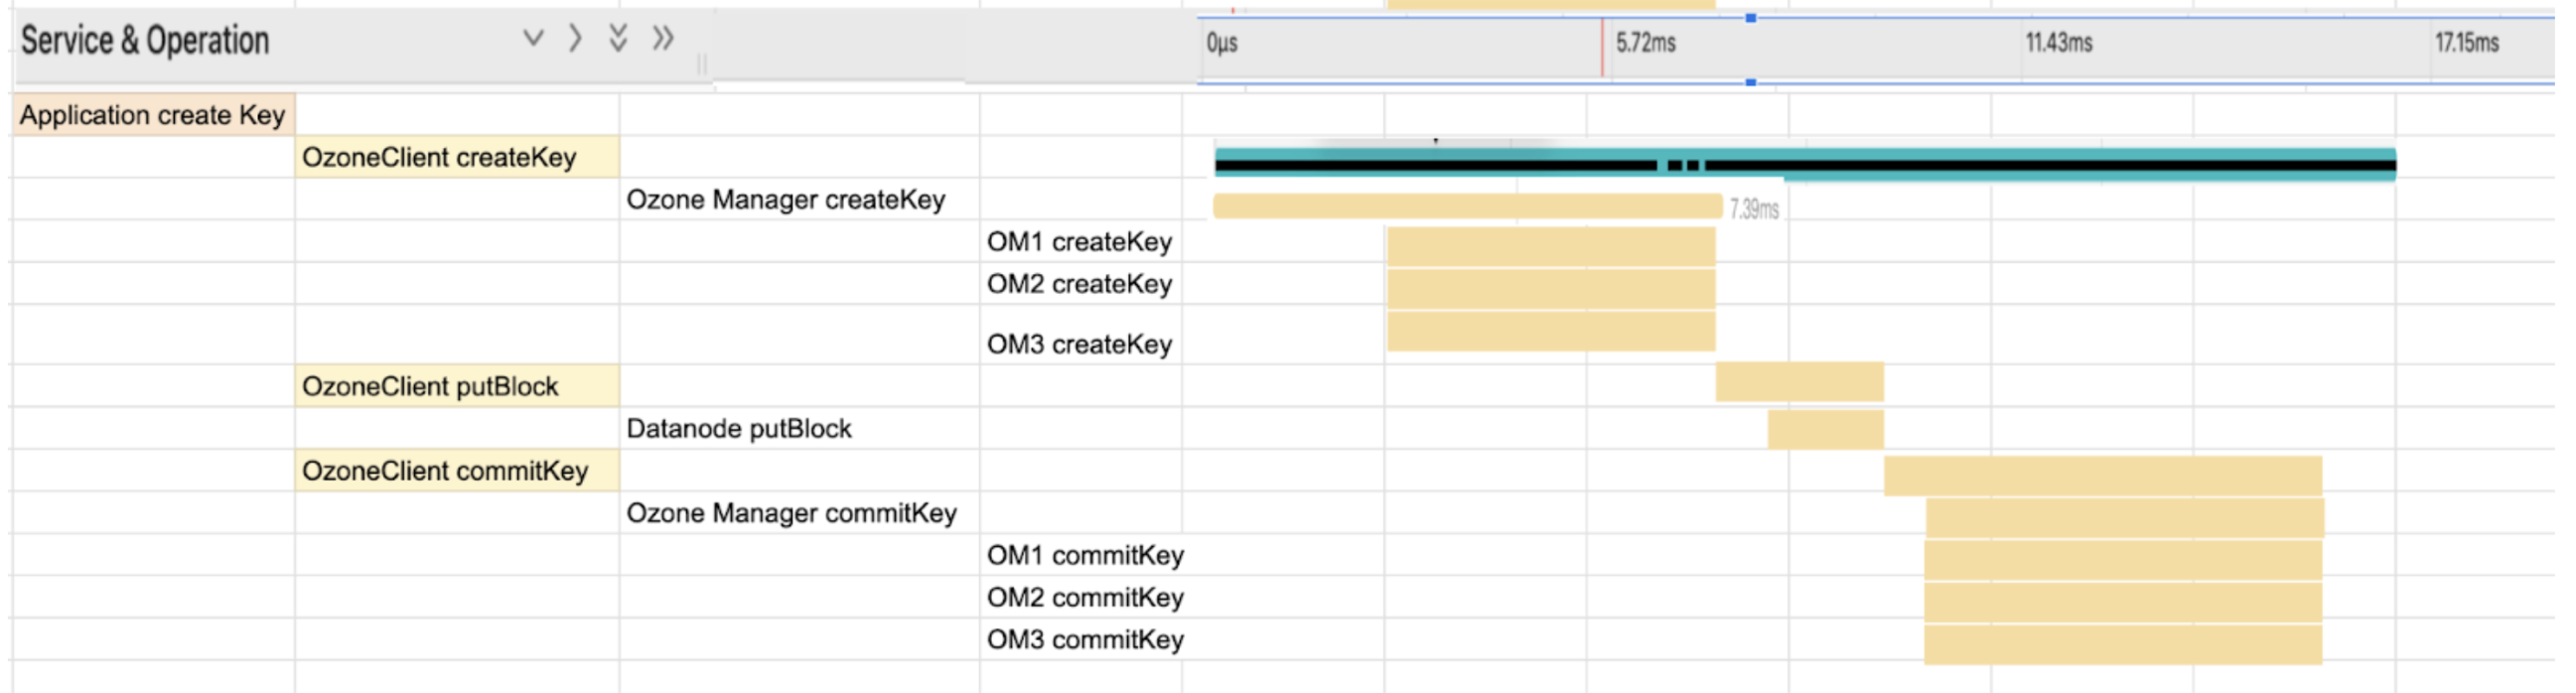 Service & Operation
0μs
5.72ms
11.43ms
17.15ms
Application create Key
OzoneClient createKey
Ozone Manager createKey
7.39ms
OM1 createKey
OM2 createKey
OM3 createKey
OzoneClient putBlock
Datanode putBlock
OzoneClient commitKey
Ozone Manager commitKey
OM1 commitKey
OM2 commitKey
OM3 commitKey